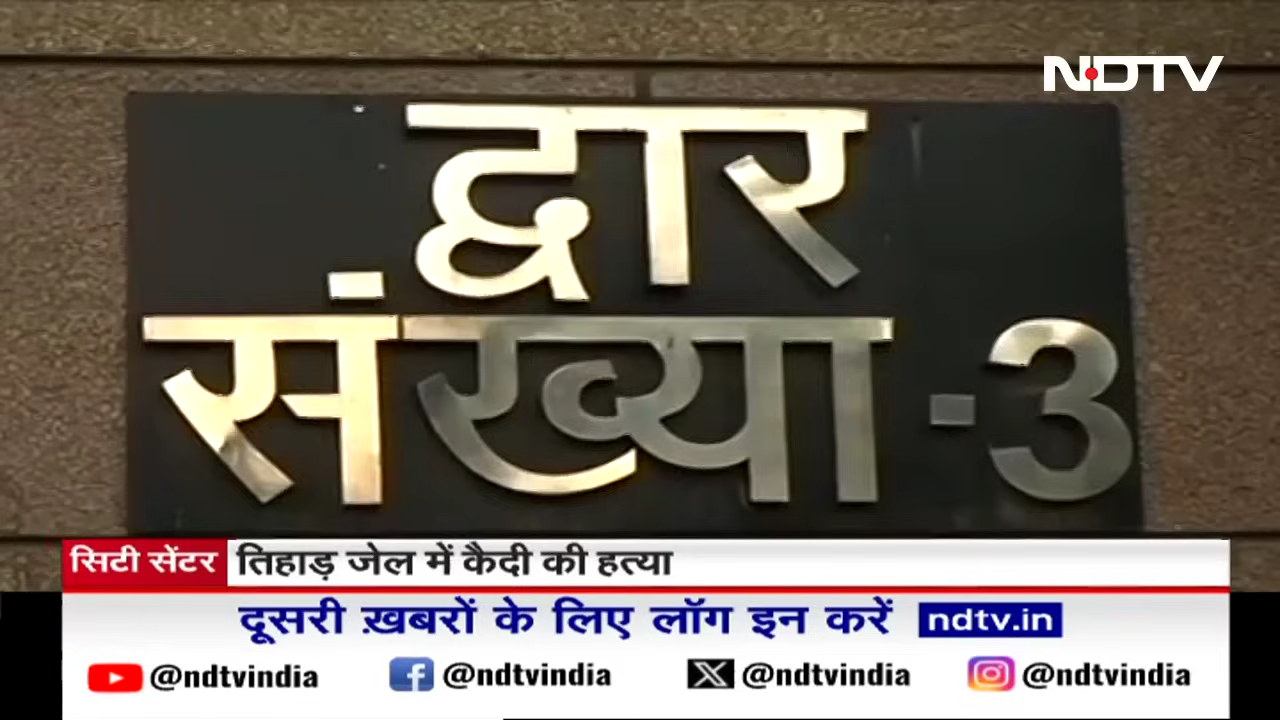 NDTV
द्वार
संख्या -3
सिटी सेंटर तिहाड़ जेल में कैदी की हत्या
दूसरी ख़बरों के लिए लॉग इन करें ndtv.in
@ndtvindia @ndtvindia @ndtvindia @ndtvindia